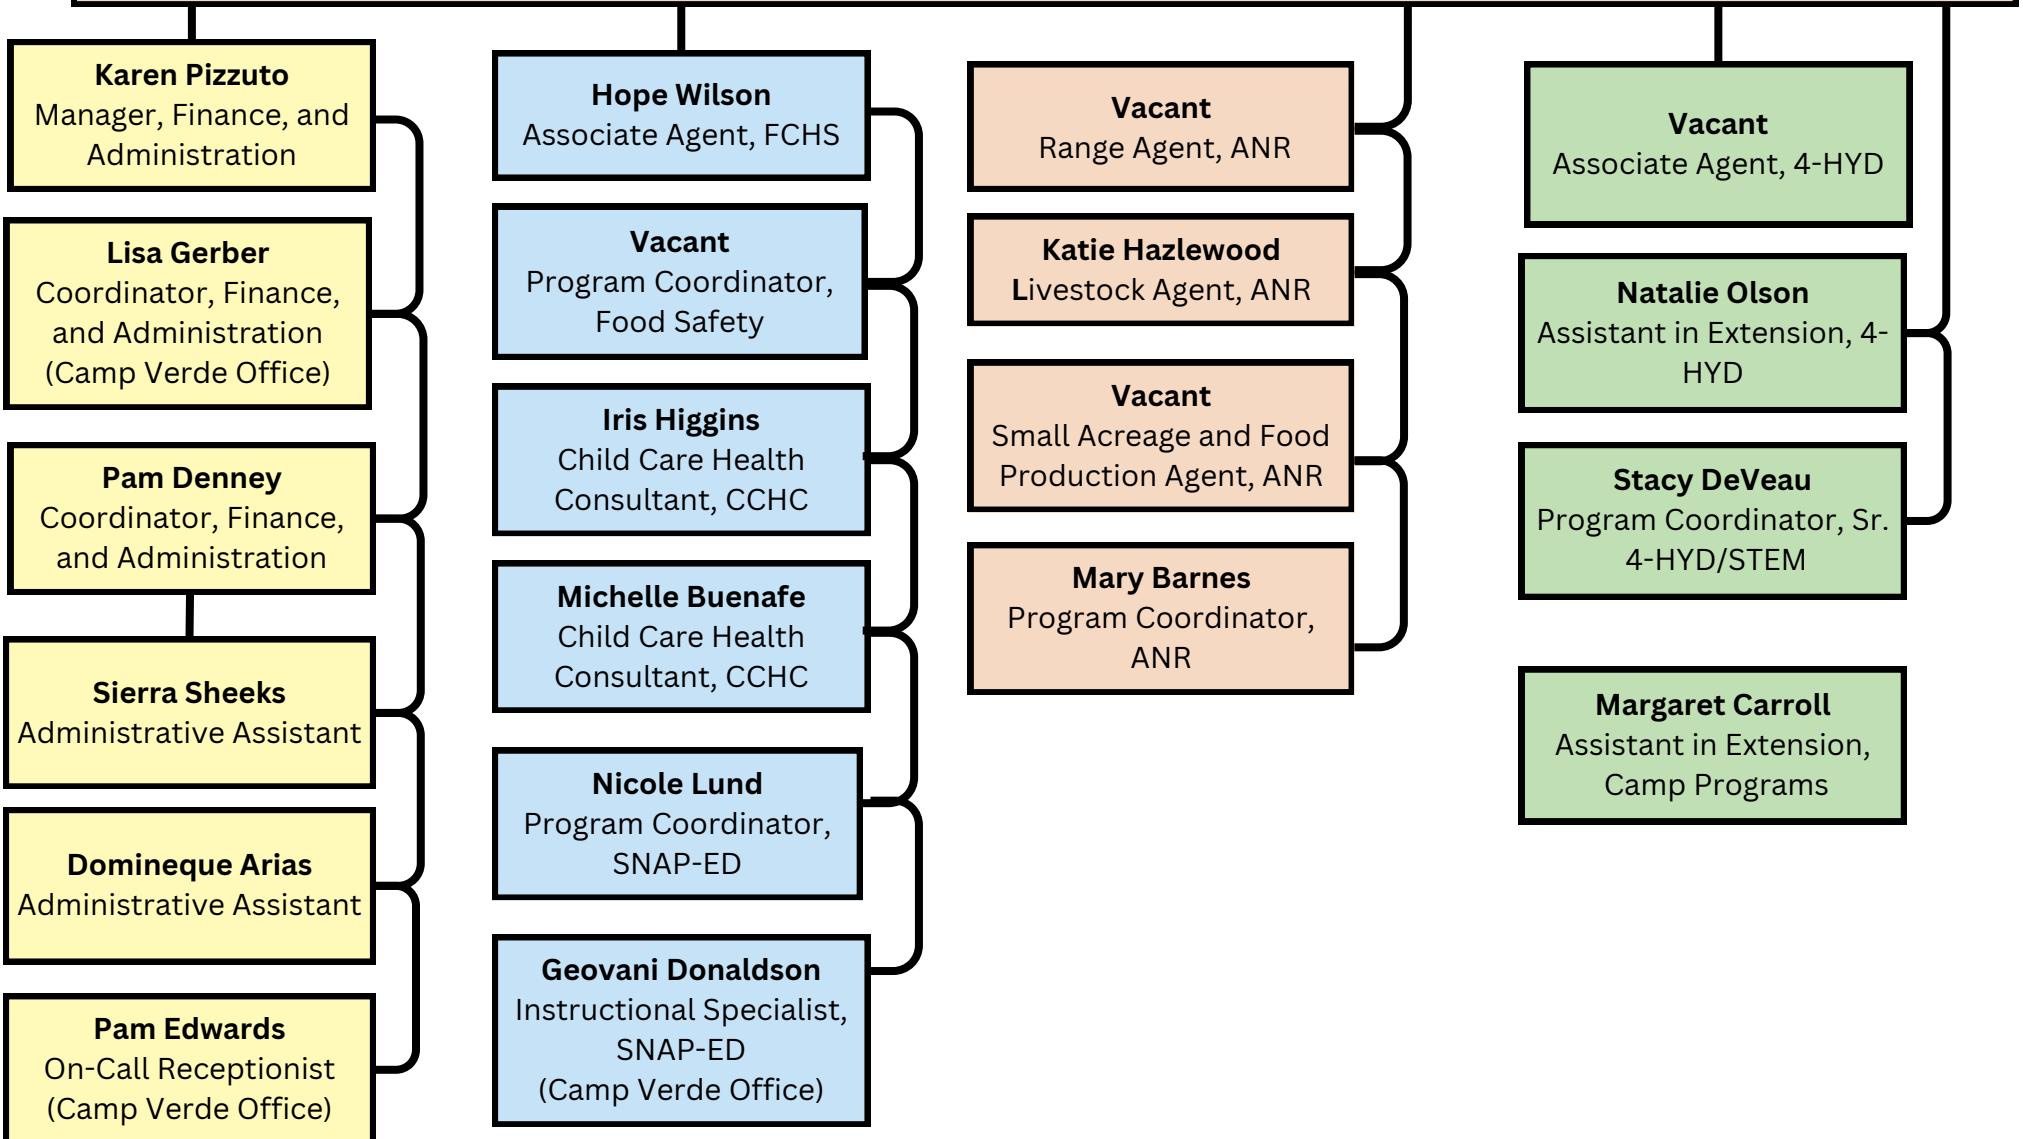 Karen Pizzuto
Manager, Finance, and
Administration
Lisa Gerber
Coordinator, Finance,
and Administration
(Camp Verde Office)
Pam Denney
Coordinator, Finance,
and Administration
Sierra Sheeks
Administrative Assistant
Domineque Arias
Administrative Assistant
Pam Edwards
On-Call Receptionist
(Camp Verde Office)
Hope Wilson
Associate Agent, FCHS
Vacant
Program Coordinator,
Food Safety
Iris Higgins
Child Care Health
Consultant, CCHC
Michelle Buenafe
Child Care Health
Consultant, CCHC
Nicole Lund
Program Coordinator,
SNAP-ED
Geovani Donaldson
Instructional Specialist,
SNAP-ED
(Camp Verde Office)
Vacant
Range Agent, ANR
Katie Hazlewood
Livestock Agent, ANR
Vacant
Small Acreage and Food
Production Agent, ANR
Mary Barnes
Program Coordinator,
ANR
Vacant
Associate Agent, 4-HYD
Natalie Olson
Assistant in Extension, 4-
HYD
Stacy DeVeau
Program Coordinator, Sr.
4-HYD/STEM
Margaret Carroll
Assistant in Extension,
Camp Programs